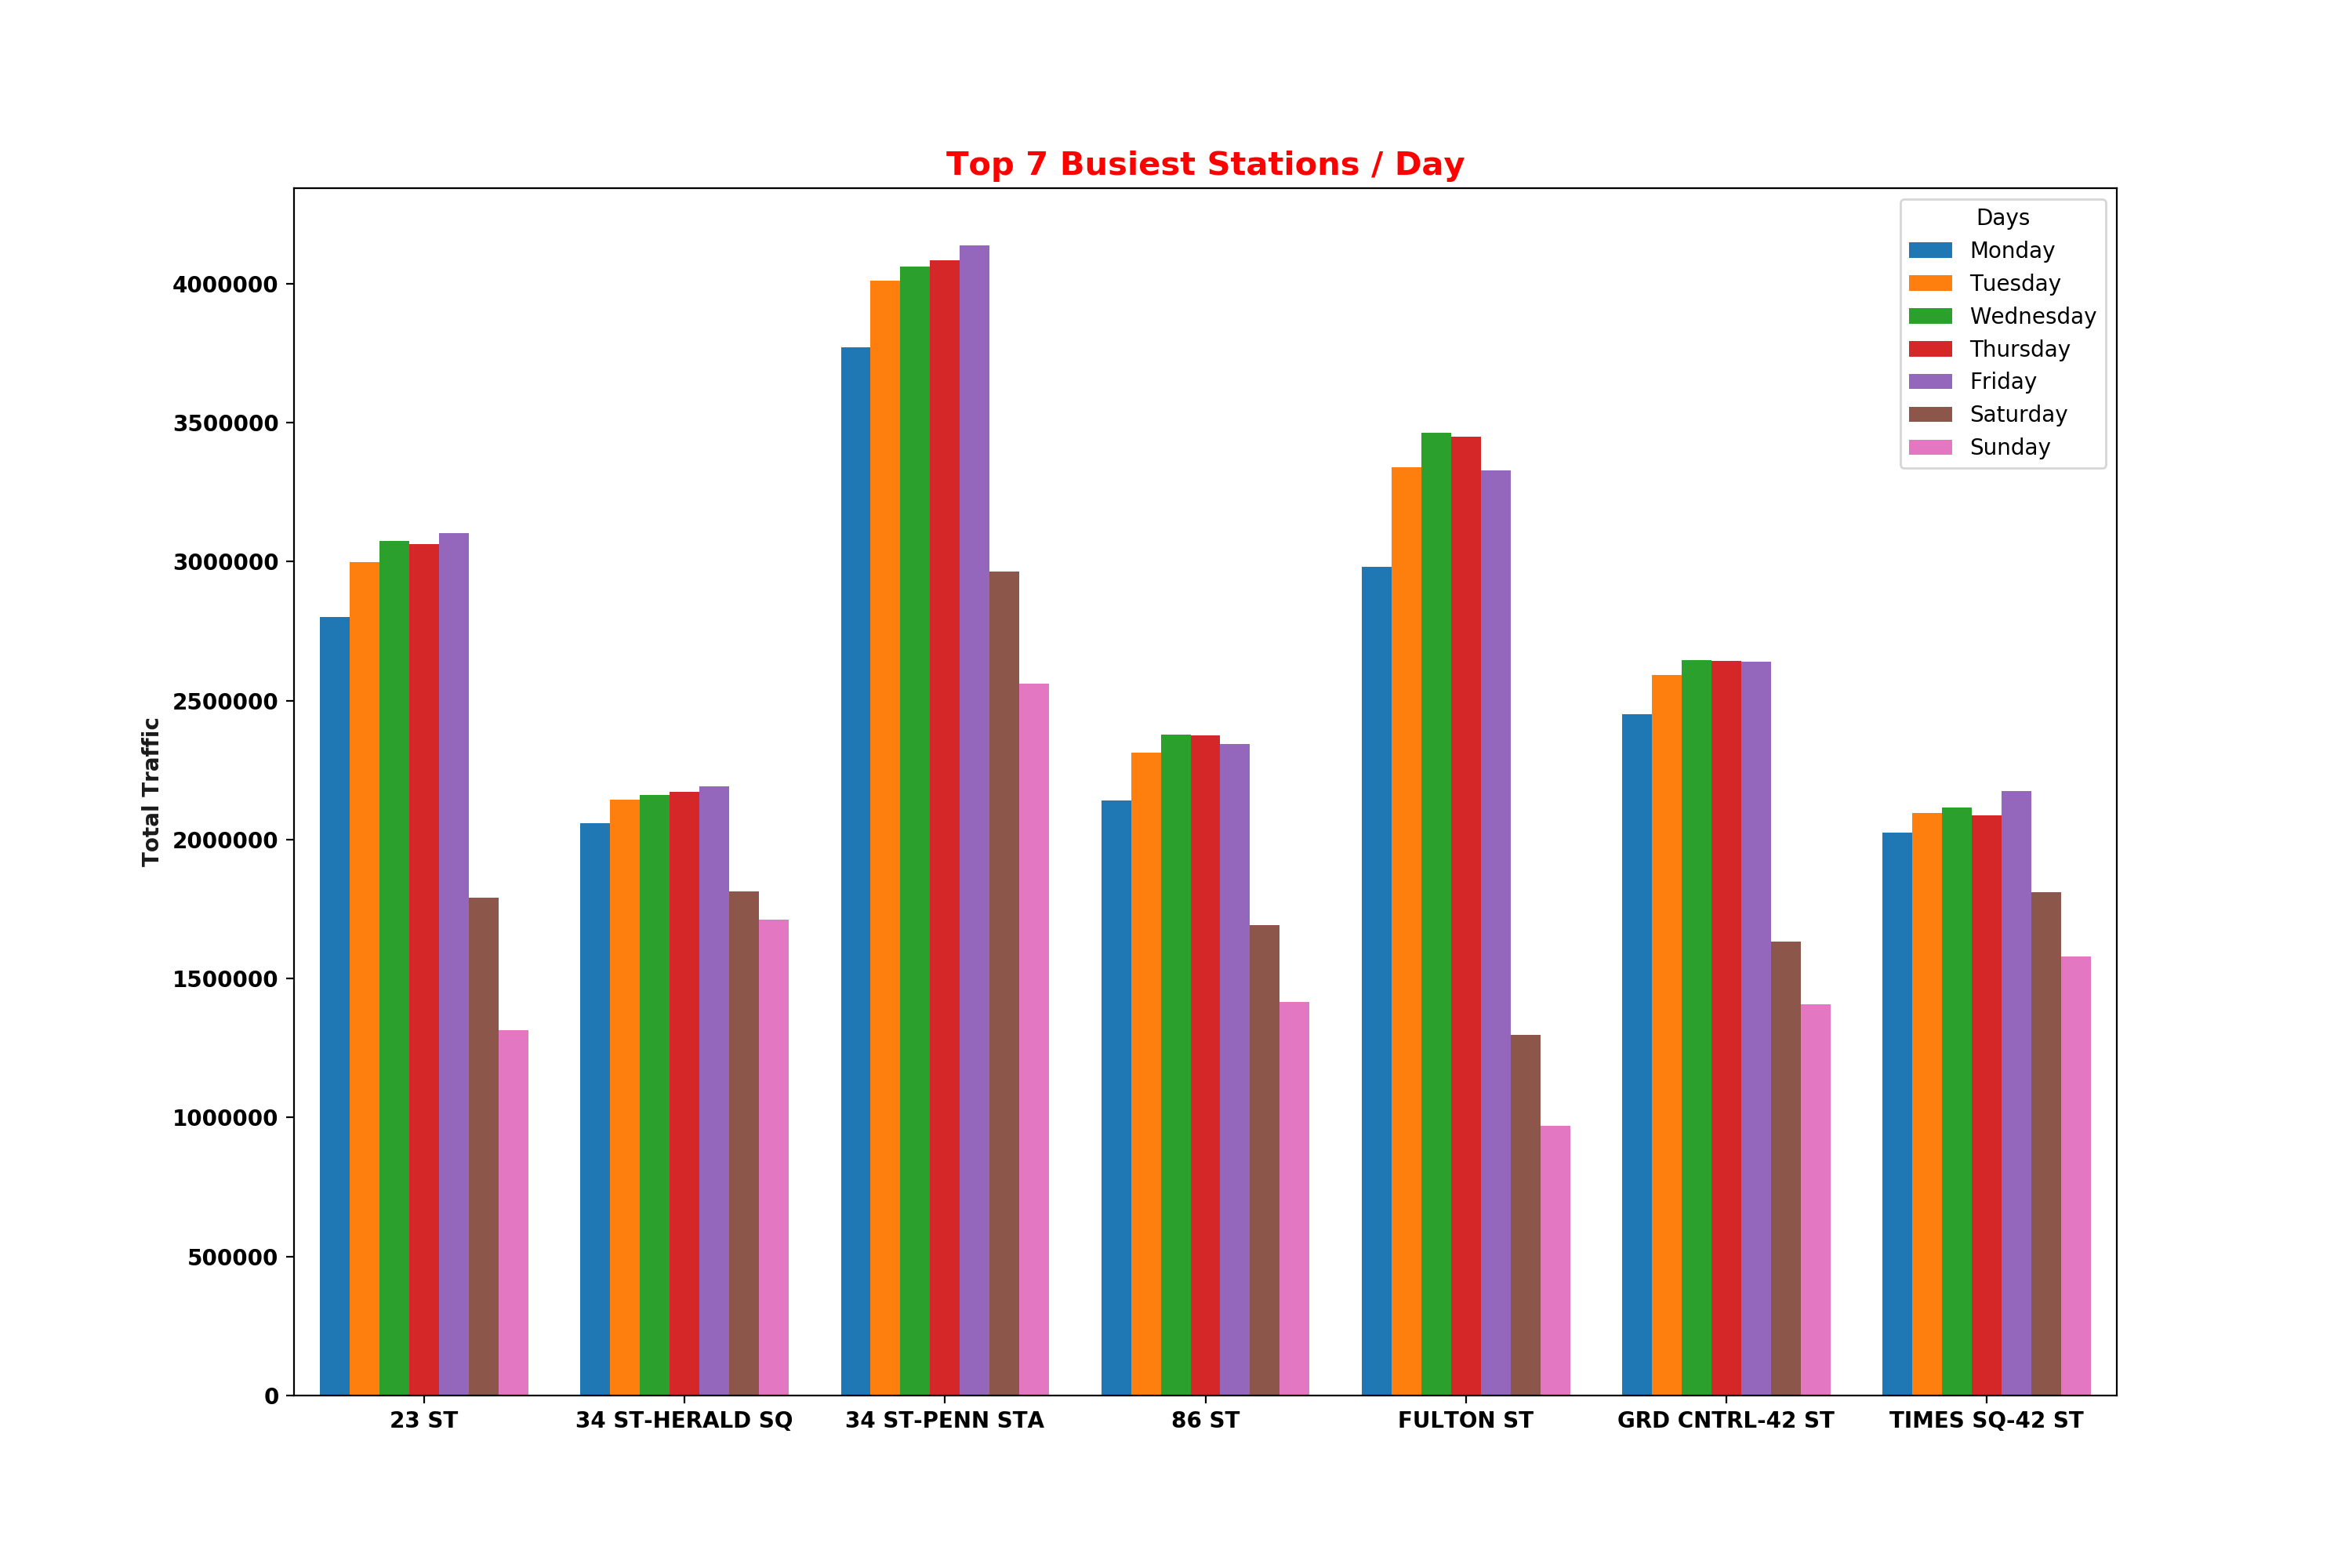 Top 7 Busiest Stations / Day
Days
Monday
Tuesday
Wednesday
Thursday
Friday
Saturday
Sunday
Total Traffic
4000000
3500000
3000000
2500000
2000000
1500000
1000000
500000
0
23 ST
34 ST-HERALD SQ
34 ST-PENN STA
86 ST
FULTON ST
GRD CNTRL-42 ST
TIMES SQ-42 ST